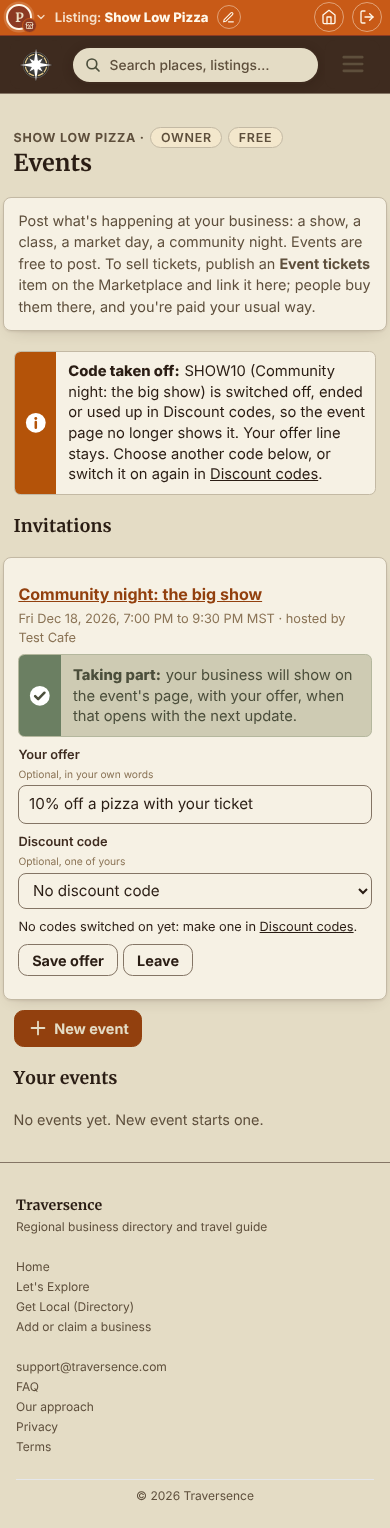 P
Listing: Show Low Pizza
Search places, listings...
SHOW LOW PIZZA · OWNER FREE
Events
Post what's happening at your business: a show, a
class, a market day, a community night. Events are
free to post. To sell tickets, publish an Event tickets
item on the Marketplace and link it here; people buy
them there, and you're paid your usual way.
Code taken off: SHOW10 (Community
night: the big show) is switched off, ended
or used up in Discount codes, so the event
page no longer shows it. Your offer line
stays. Choose another code below, or
switch it on again in Discount codes.
Invitations
Community night: the big show
Fri Dec 18, 2026, 7:00 PM to 9:30 PM MST · hosted by
Test Cafe
Taking part: your business will show on
the event's page, with your offer, when
that opens with the next update.
Your offer
Optional, in your own words
10% off a pizza with your ticket
Discount code
Optional, one of yours
No discount code
No codes switched on yet: make one in Discount codes.
Save offer Leave
New event
Your events
No events yet. New event starts one.
Traversence
Regional business directory and travel guide
Home
Let's Explore
Get Local (Directory)
Add or claim a business
support@traversence.com
FAQ
Our approach
Privacy
Terms
© 2026 Traversence